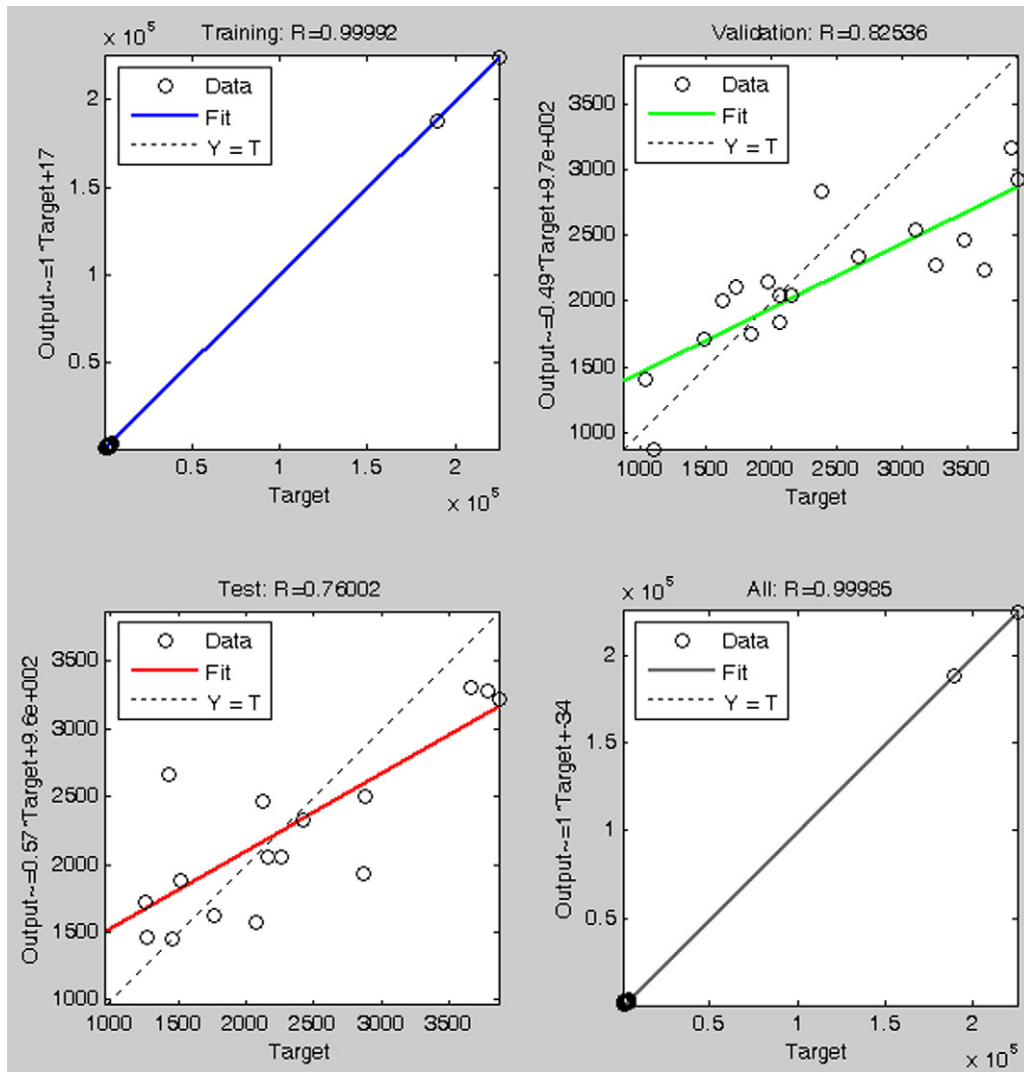 × 10^5
Training: R=0.99992
Data
Fit
Y = T
Output~=1*Target+17
2
1.5
1
0.5
0.5 1 1.5 2
Target
× 10^5
Validation: R=0.82536
Data
Fit
Y = T
Output~=0.49*Target+9.7e+002
3500
3000
2500
2000
1500
1000
1000 1500 2000 2500 3000 3500
Target
Test: R=0.76002
Data
Fit
Y = T
Output~=0.57*Target+9.6e+002
3500
3000
2500
2000
1500
1000
1000 1500 2000 2500 3000 3500
Target
× 10^5
All: R=0.99985
Data
Fit
Y = T
Output~=1*Target+-34
2
1.5
1
0.5
0.5 1 1.5 2
Target
× 10^5